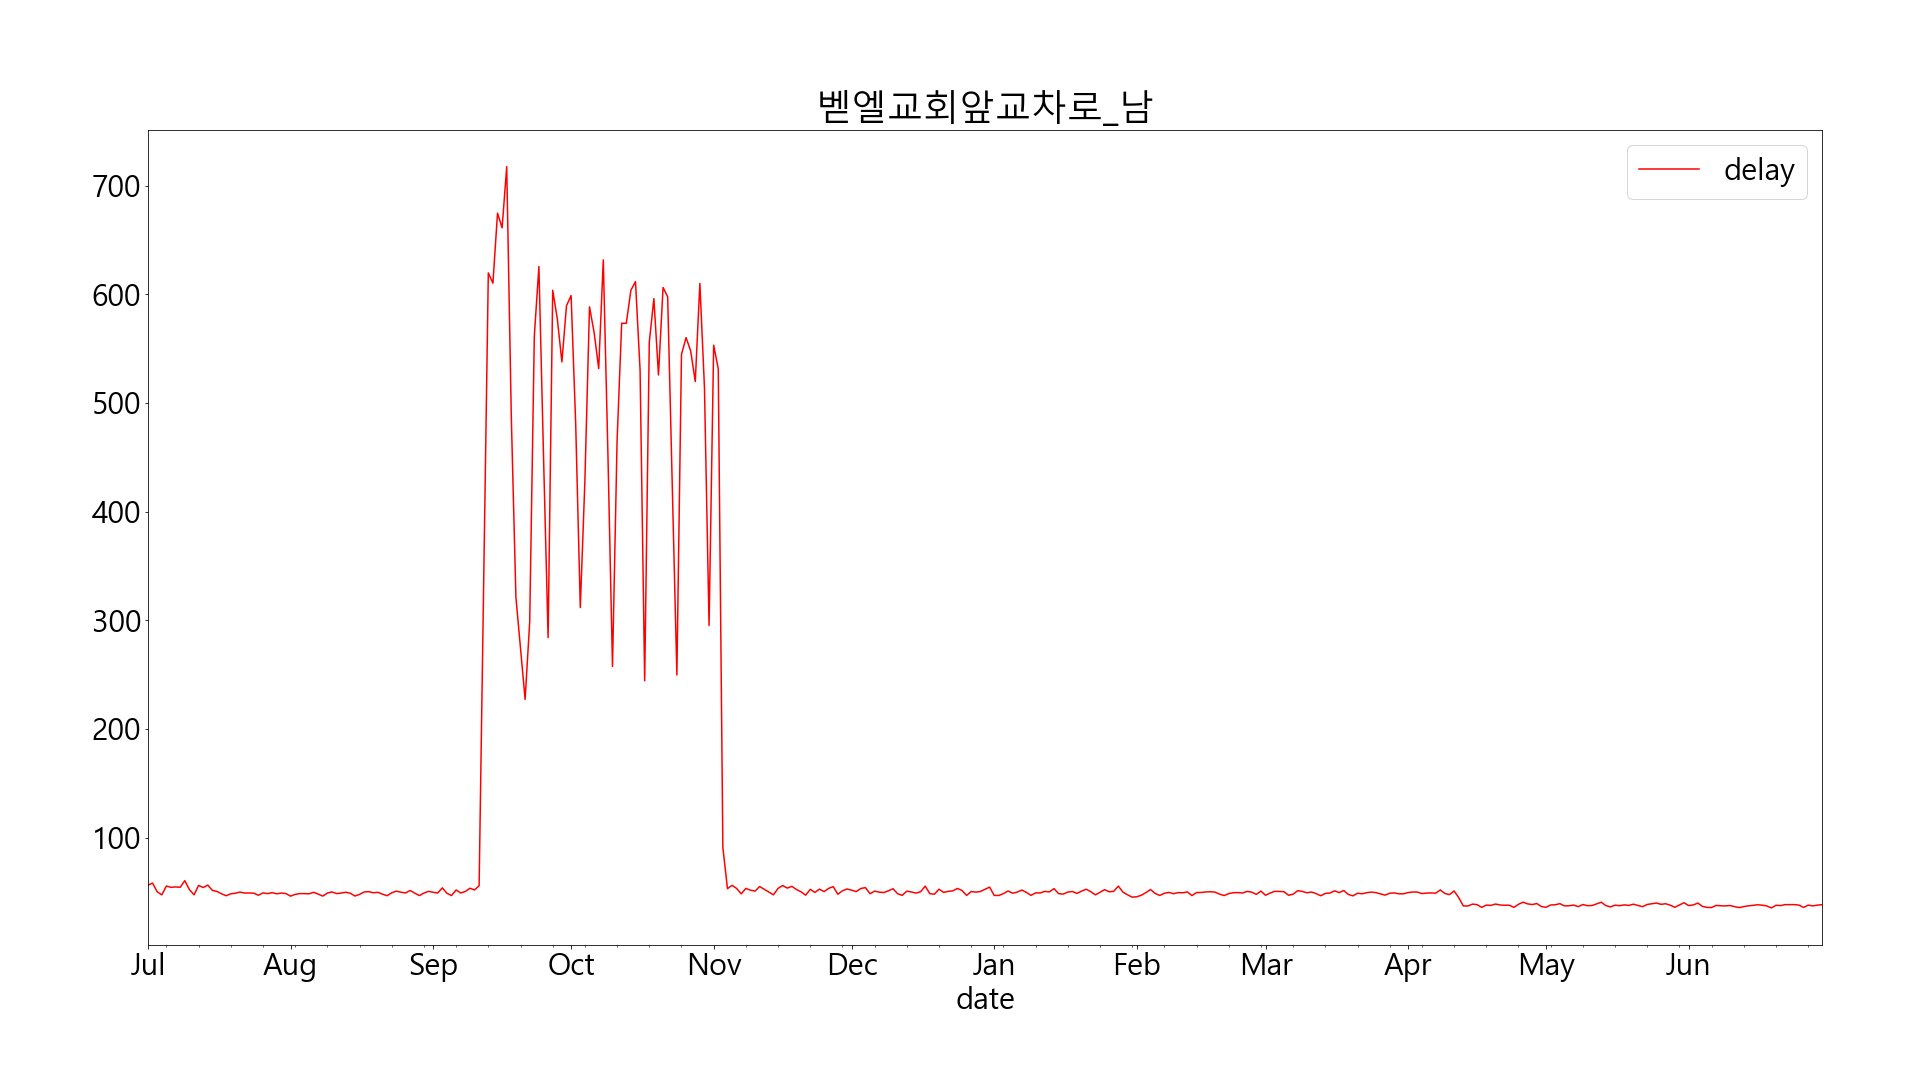 벧엘교회앞교차로_남
delay
700
600
500
400
300
200
100
Jul Aug Sep Oct Nov Dec Jan Feb Mar Apr May Jun
date